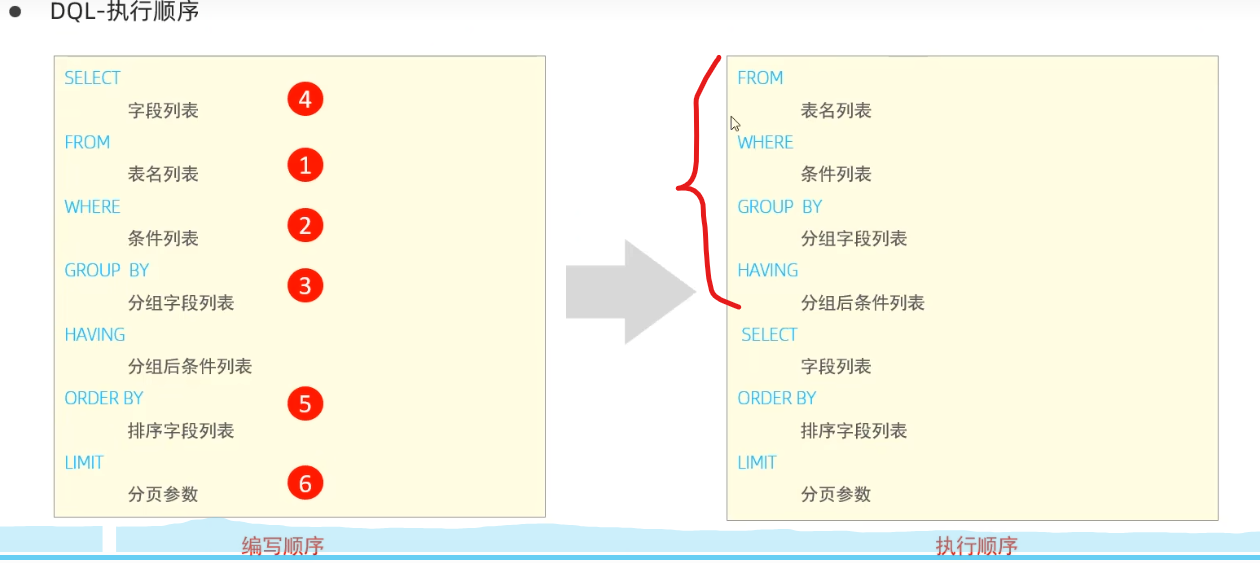 DQL-执行顺序
SELECT
4
字段列表
FROM
1
表名列表
WHERE
2
条件列表
GROUP BY
3
分组字段列表
HAVING
分组后条件列表
ORDER BY
5
排序字段列表
LIMIT
6
分页参数
编写顺序
FROM
表名列表
WHERE
条件列表
GROUP BY
分组字段列表
HAVING
分组后条件列表
SELECT
字段列表
ORDER BY
排序字段列表
LIMIT
分页参数
执行顺序